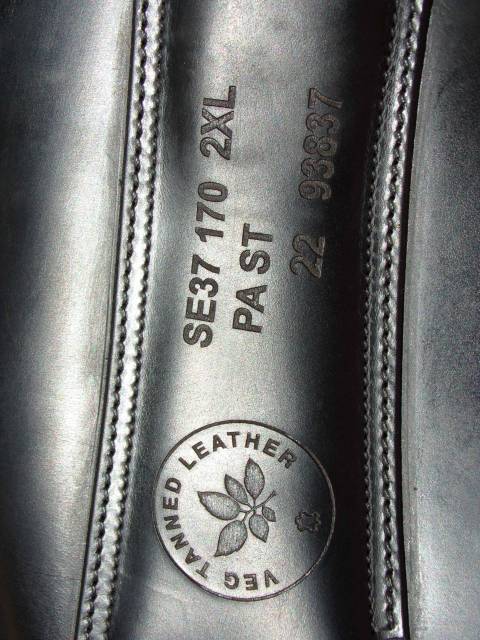 SE37 170 2XL
PA ST
22 93837
VEG TANNED LEATHER